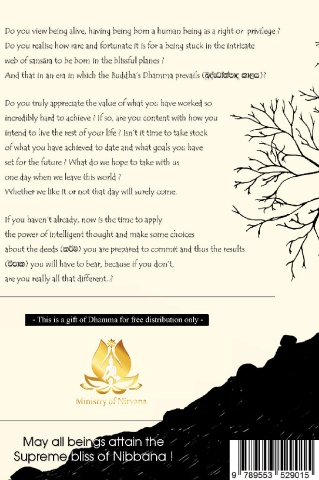 Do you view being alive, having being born a human being as a right or privilege ?
Do you realise how rare and fortunate it is for a being stuck in the intricate
web of sansāra to be born in the blissful planes ?
And that in an era in which the Buddha's Dhamma prevails ( )?
Do you truly appreciate the value of what you have worked so
incredibly hard to achieve ? If so, are you content with how you
intend to live the rest of your life ? Isn't it time to take stock
of what you have achieved to date and what goals you have
set for the future ? What do we hope to take with us
one day when we leave this world ?
Whether we like it or not that day will surely come.
If you haven't already, now is the time to apply
the power of intelligent thought and make some choices
about the deeds ( ) you are prepared to commit and thus the results
( ) you will have to bear, because if you don't,
are you really all that different..?
- This is a gift of Dhamma for free distribution only -
Ministry of Nirvana
May all beings attain the
Supreme bliss of Nibbana !
9 789553 529015